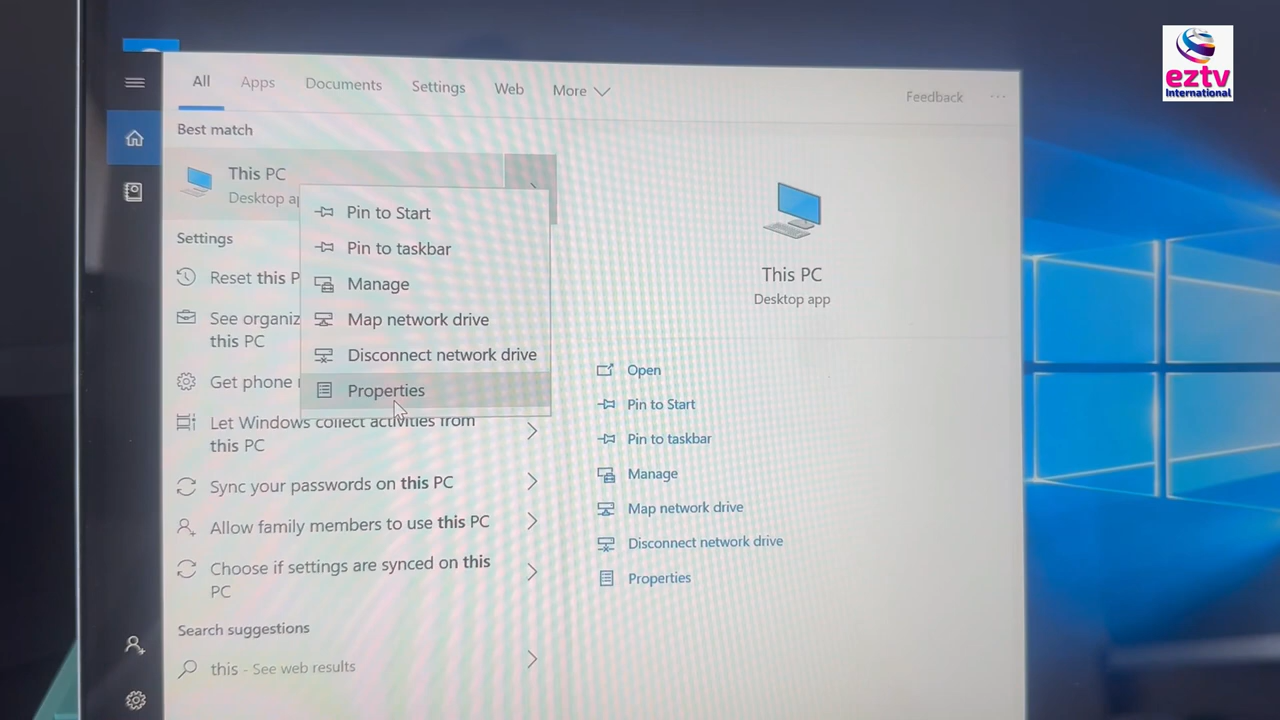 eztv
International
All
Apps
Documents
Settings
Web
More
Feedback
Best match
This PC
Desktop a
Pin to Start
Pin to taskbar
Manage
Map network drive
Disconnect network drive
Properties
Settings
Reset this P
See organiz
this PC
Get phone
Let Windows collect activities from
this PC
Sync your passwords on this PC
Allow family members to use this PC
Choose if settings are synced on this
PC
Search suggestions
this - See web results
This PC
Desktop app
Open
Pin to Start
Pin to taskbar
Manage
Map network drive
Disconnect network drive
Properties